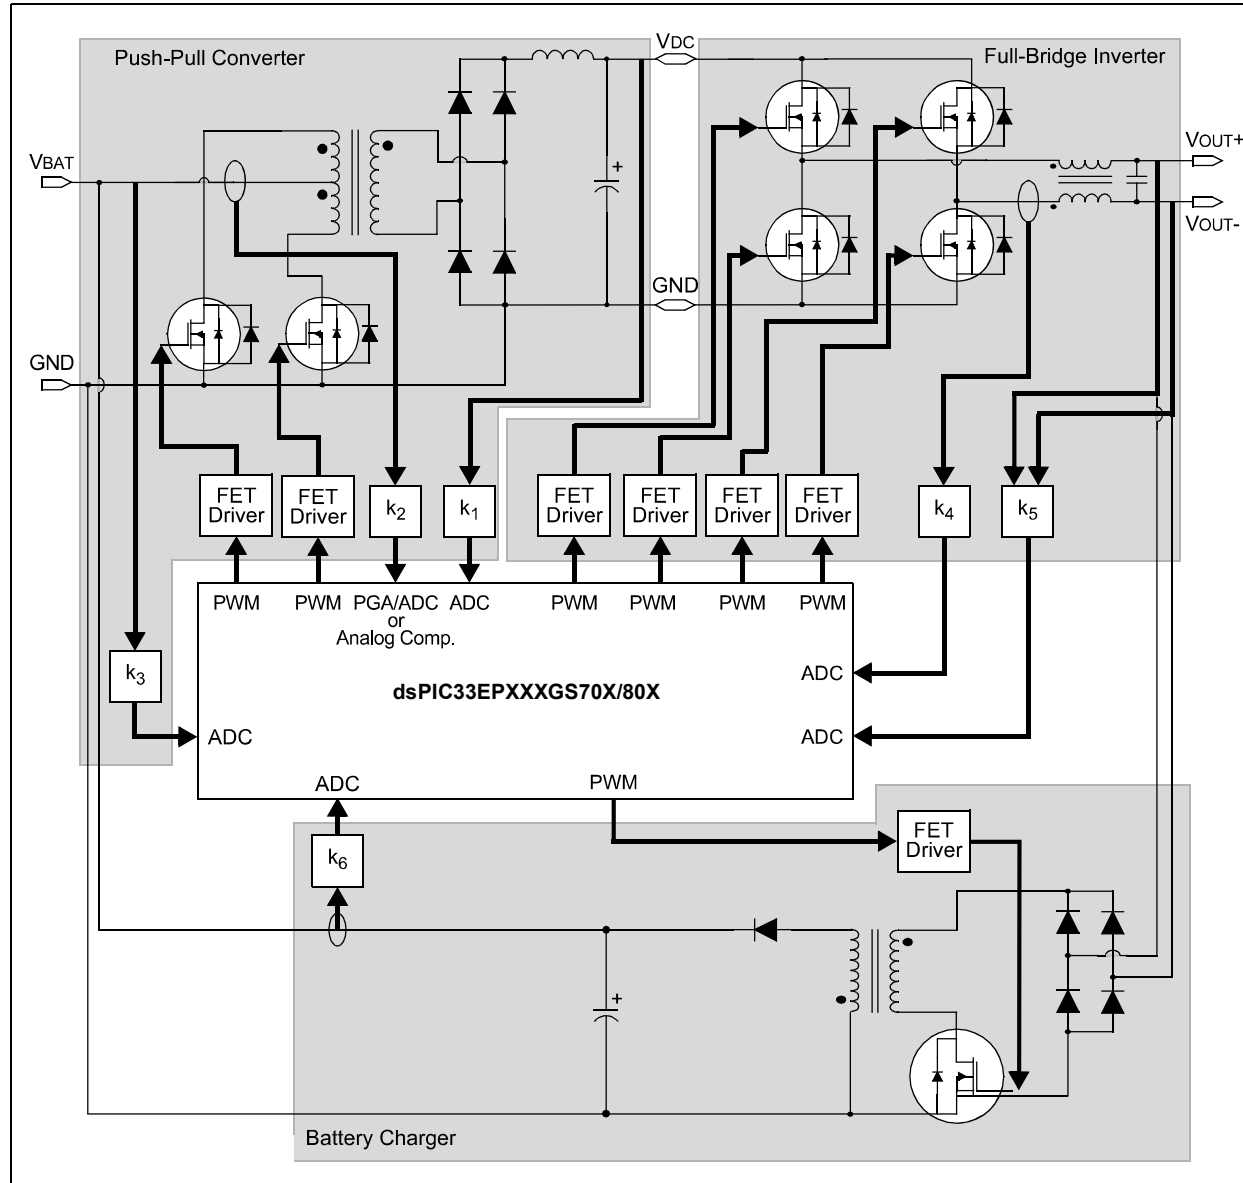 Push-Pull Converter
VDC
Full-Bridge Inverter
VBAT
VOUT+
VOUT-
GND
GND
FET
Driver
FET
Driver
k2
k1
FET
Driver
FET
Driver
FET
Driver
FET
Driver
k4
k5
PWM
PWM
PGA/ADC
or
Analog Comp.
ADC
PWM
PWM
PWM
PWM
k3
dsPIC33EPXXXGS70X/80X
ADC
ADC
ADC
ADC
PWM
k6
FET
Driver
+
+
Battery Charger